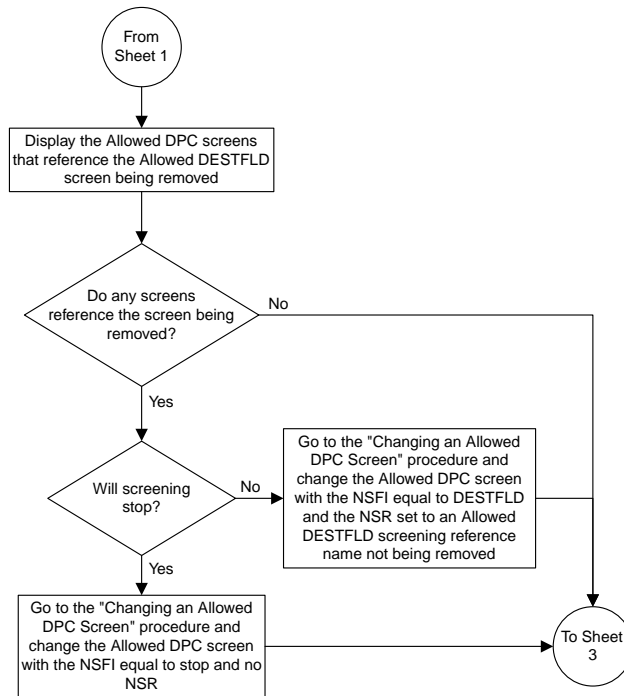 From
Sheet 1
Display the Allowed DPC screens
that reference the Allowed DESTFLD
screen being removed
Do any screens
reference the screen being
removed?
No
Yes
Will screening
stop?
No
Go to the "Changing an Allowed
DPC Screen" procedure and
change the Allowed DPC screen
with the NSFI equal to DESTFLD
and the NSR set to an Allowed
DESTFLD screening reference
name not being removed
Yes
Go to the "Changing an Allowed
DPC Screen" procedure and
change the Allowed DPC screen
with the NSFI equal to stop and no
NSR
To Sheet
3